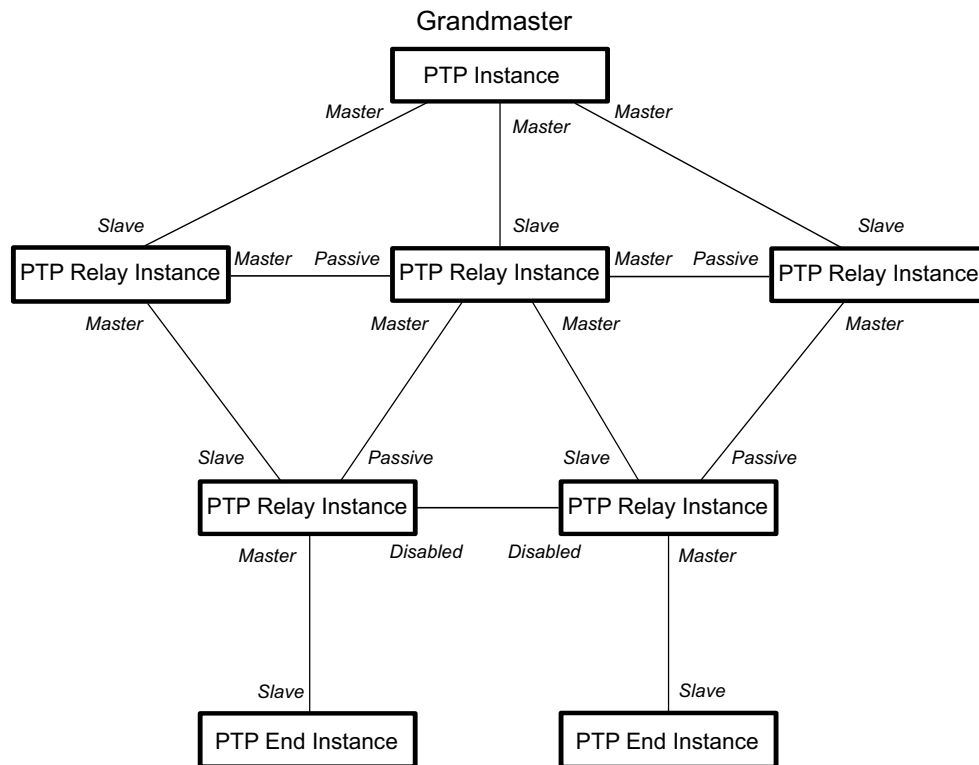 Grandmaster
PTP Instance
Master
Master
Master
Slave
Slave
Slave
PTP Relay Instance
Master
Passive
PTP Relay Instance
Master
Passive
PTP Relay Instance
Master
Master
Master
Master
Slave
Passive
Slave
Passive
PTP Relay Instance
PTP Relay Instance
Master
Disabled
Disabled
Master
Slave
Slave
PTP End Instance
PTP End Instance